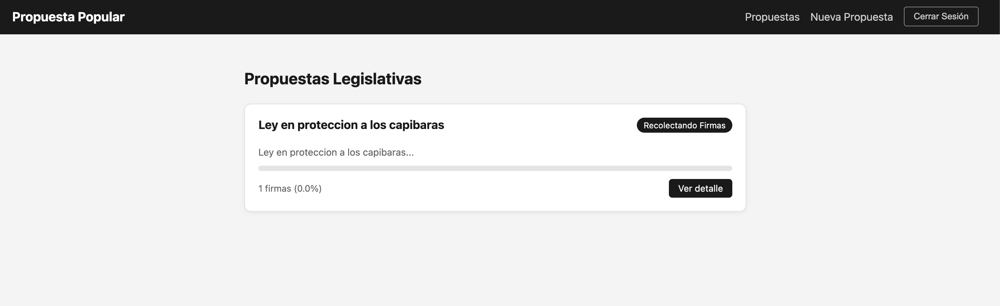 Propuesta Popular
Propuestas
Nueva Propuesta
Cerrar Sesión
Propuestas Legislativas
Ley en proteccion a los capibaras
Recolectando Firmas
Ley en proteccion a los capibaras...
1 firmas (0.0%)
Ver detalle